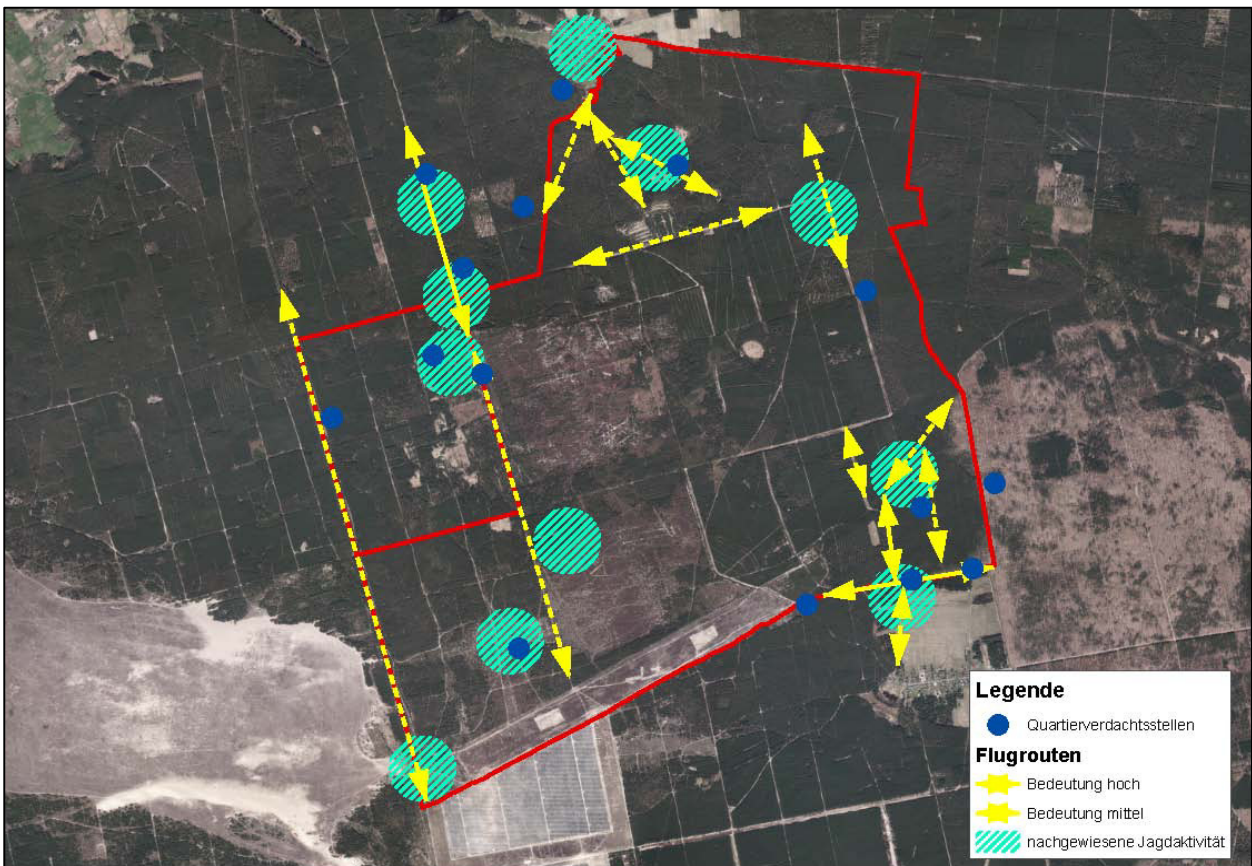 Legende
Quartierverdachtsstellen
Flugrouten
Bedeutung hoch
Bedeutung mittel
nachgewiesene Jagdaktivität